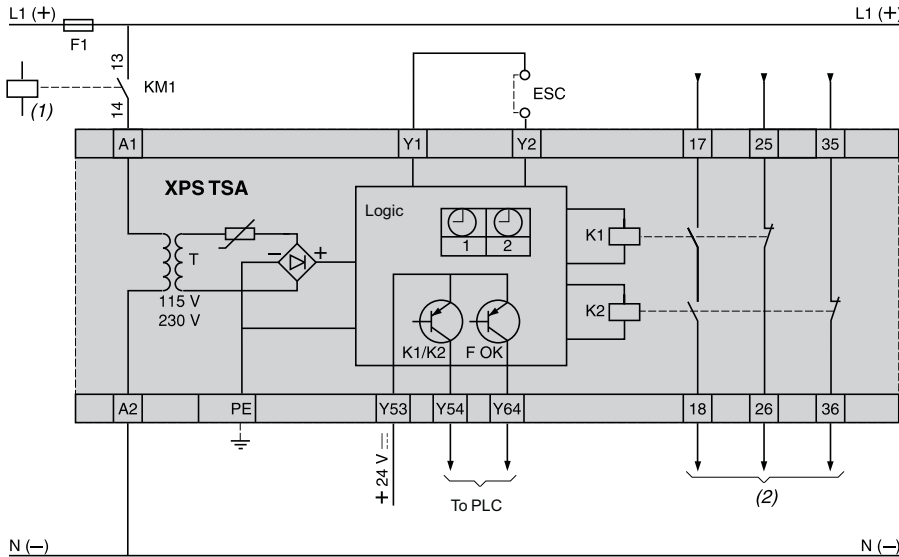 L1 (+)
L1 (+)
F1
13
KM1
14
(1)
ESC
A1
Y1
Y2
17
25
35
XPS TSA
Logic
1
2
K1
T
– +
115 V
230 V
K2
K1/K2
F OK
A2
PE
Y53
Y54
Y64
18
26
36
+ 24 V
To PLC
(2)
N (–)
N (–)